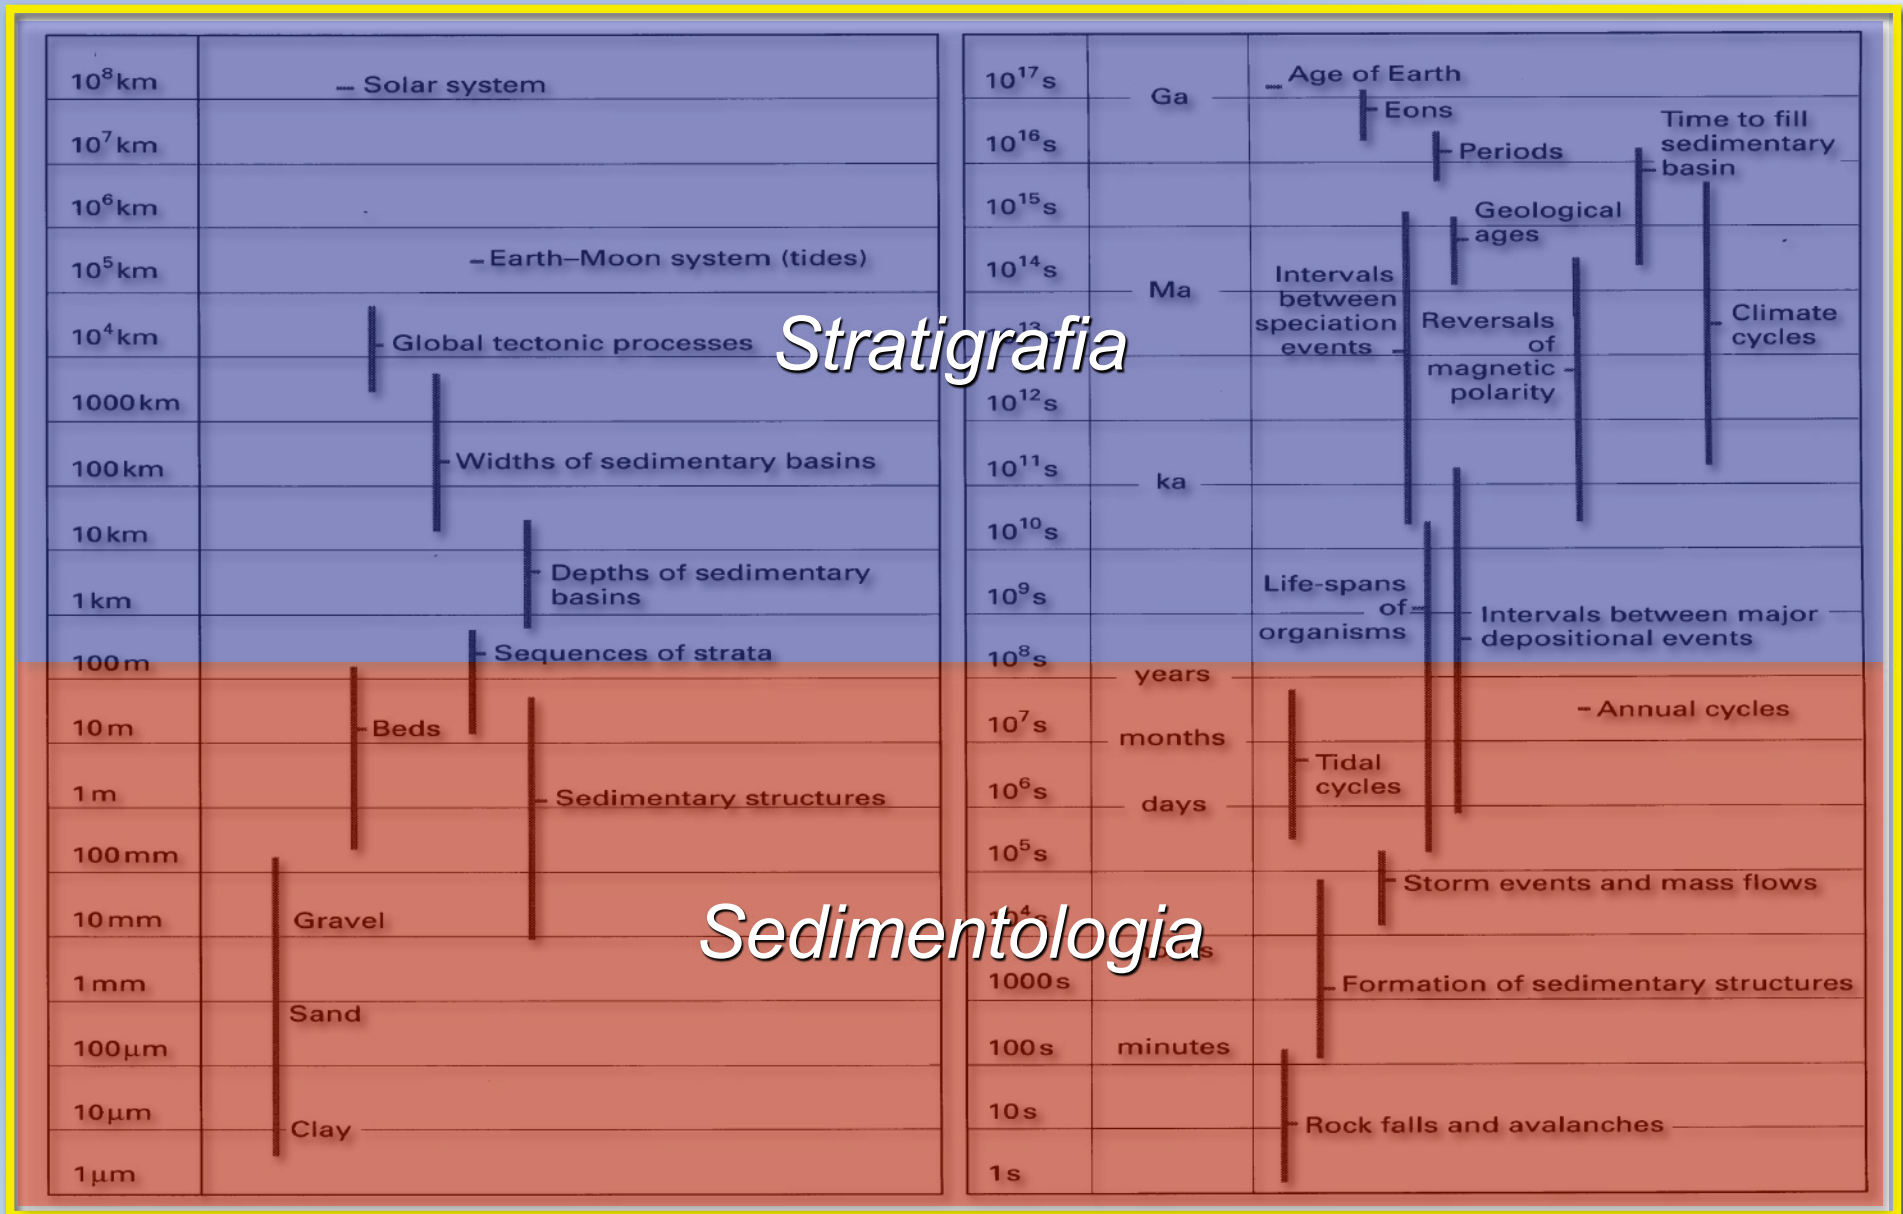 10⁸km
Solar system
10⁷km
10⁶km
10⁵km
Earth–Moon system (tides)
10⁴km
Global tectonic processes
1000km
100km
Widths of sedimentary basins
10km
Depths of sedimentary
basins
1km
Sequences of strata
100m
10m
Beds
1m
Sedimentary structures
100mm
10mm
Gravel
1mm
Sand
100µm
10µm
Clay
1µm
Stratigrafia
Sedimentologia
10¹⁷s
Ga
Age of Earth
Eons
10¹⁶s
Periods
Time to fill
sedimentary
basin
10¹⁵s
Geological
ages
10¹⁴s
Ma
Intervals
between
speciation
events
Reversals
of
magnetic
polarity
Climate
cycles
10¹²s
10¹¹s
ka
10¹⁰s
10⁹s
Life-spans
of
organisms
Intervals between major
depositional events
10⁸s
years
Annual cycles
10⁷s
months
Tidal
cycles
10⁶s
days
10⁵s
Storm events and mass flows
1000s
Formation of sedimentary structures
100s
minutes
10s
Rock falls and avalanches
1s